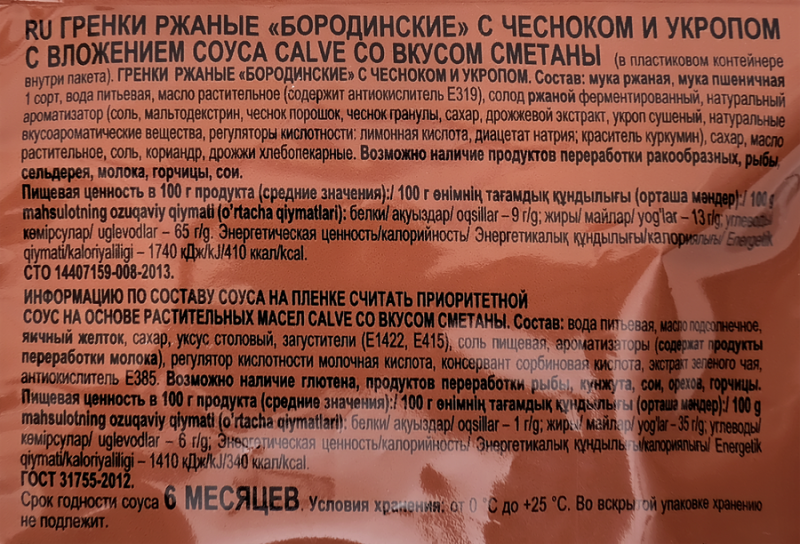 RU ГРЕНКИ РЖАНЫЕ «БОРОДИНСКИЕ» С ЧЕСНОКОМ И УКРОПОМ
С ВЛОЖЕНИЕМ СОУСА CALVE СО ВКУСОМ СМЕТАНЫ (в пластиковом контейнере
внутри пакета). ГРЕНКИ РЖАНЫЕ «БОРОДИНСКИЕ» С ЧЕСНОКОМ И УКРОПОМ. Состав: мука ржаная, мука пшеничная
1 сорт, вода питьевая, масло растительное (содержит антиокислитель Е319), солод ржаной ферментированный, натуральный
ароматизатор (соль, мальтодекстрин, чеснок порошок, чеснок гранулы, сахар, дрожжевой экстракт, укроп сушеный, натуральные
вкусоароматические вещества, регуляторы кислотности: лимонная кислота, диацетат натрия; краситель куркумин), сахар, масло
растительное, соль, кориандр, дрожжи хлебопекарные. Возможно наличие продуктов переработки ракообразных, рыбы,
сельдерея, молока, горчицы, сои.
Пищевая ценность в 100 г продукта (средние значения):/ 100 г өнімнің тағамдық құндылығы (орташа мәндер):/ 100 g
mahsulotning ozuqaviy qiymati (o'rtacha qiymatlari): белки/ ақуыздар/ oqsillar – 9 г/g; жиры/ майлар/ yog'lar – 13 г/g; углеводы/
көмірсулар/ uglevodlar – 65 г/g. Энергетическая ценность/калорийность/ Энергетикалық құндылығы/калориялығы/ Energetik
qiymati/kaloriyaliligi – 1740 кДж/kJ/410 ккал/kcal.
СТО 14407159-008-2013.
ИНФОРМАЦИЮ ПО СОСТАВУ СОУСА НА ПЛЕНКЕ СЧИТАТЬ ПРИОРИТЕТНОЙ
СОУС НА ОСНОВЕ РАСТИТЕЛЬНЫХ МАСЕЛ CALVE СО ВКУСОМ СМЕТАНЫ. Состав: вода питьевая, масло подсолнечное,
яичный желток, сахар, уксус столовый, загустители (Е1422, Е415), соль пищевая, ароматизаторы (содержат продукты
переработки молока), регулятор кислотности молочная кислота, консервант сорбиновая кислота, экстракт зеленого чая,
антиокислитель Е385. Возможно наличие глютена, продуктов переработки рыбы, кунжута, сои, орехов, горчицы.
Пищевая ценность в 100 г продукта (средние значения):/ 100 г өнімнің тағамдық құндылығы (орташа мәндер):/ 100 g
mahsulotning ozuqaviy qiymati (o'rtacha qiymatlari): белки/ ақуыздар/ oqsillar – 1 г/g; жиры/ майлар/ yog'lar – 35 г/g; углеводы/
көмірсулар/ uglevodlar – 6 г/g; Энергетическая ценность/калорийность/ Энергетикалық құндылығы/калориялығы/ Energetik
qiymati/kaloriyaliligi – 1410 кДж/kJ/340 ккал/kcal.
ГОСТ 31755-2012.
Срок годности соуса 6 МЕСЯЦЕВ. Условия хранения: от 0 °С до +25 °С. Во вскрытой упаковке хранению
не подлежит.